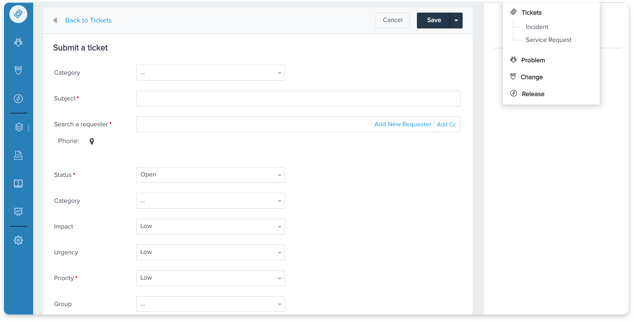 Back to Tickets
Cancel
Save
Submit a ticket
Category
...
Subject*
Search a requester*
Add New Requester
Add Cc
Phone:
Status*
Open
Category
...
Impact
Low
Urgency
Low
Priority*
Low
Group
...
Tickets
Incident
Service Request
Problem
Change
Release